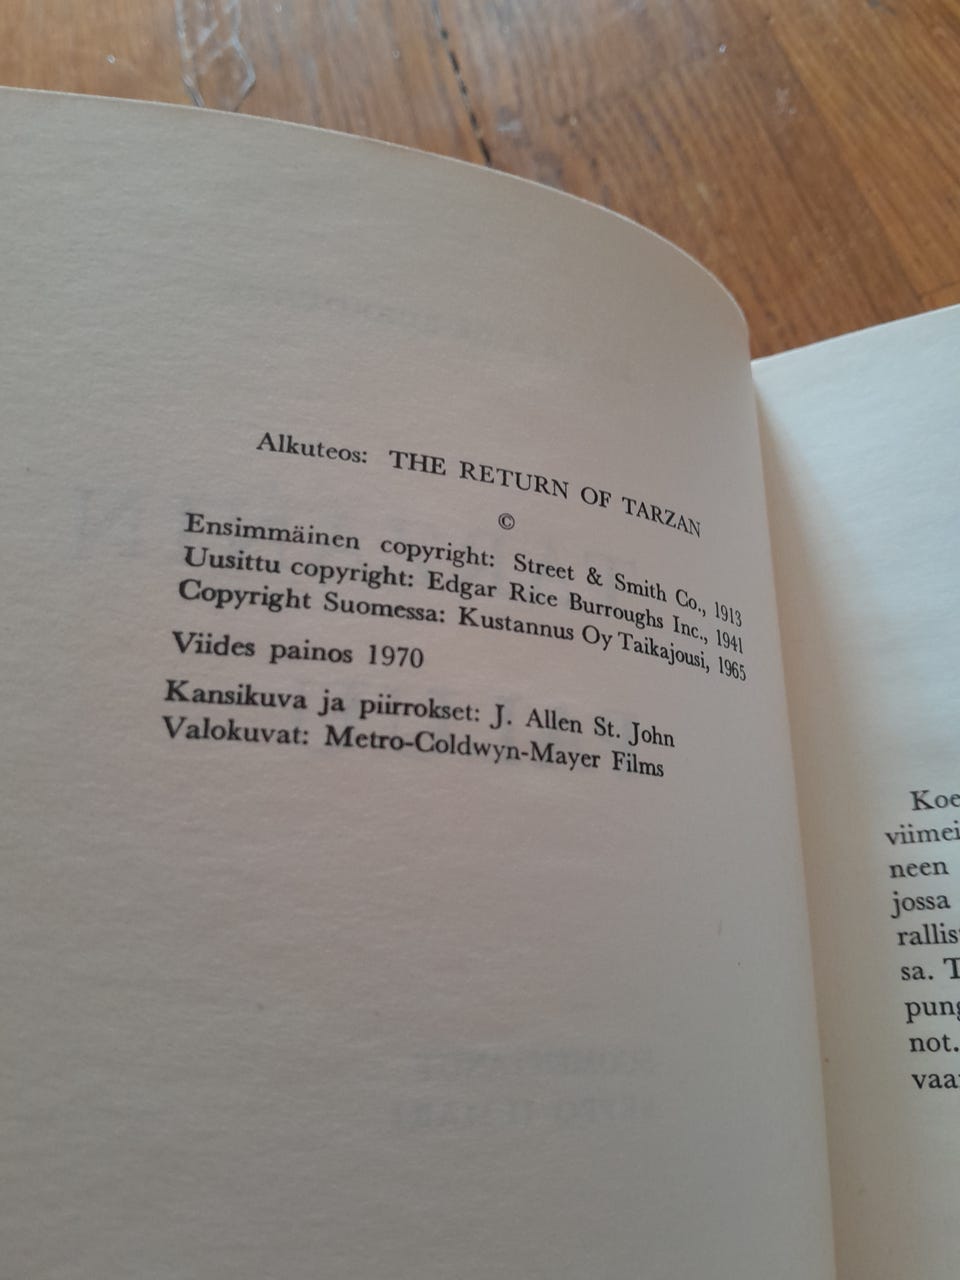 Alkuteos: THE RETURN OF TARZAN
©
Ensimmäinen copyright: Street & Smith Co., 1913
Uusittu copyright: Edgar Rice Burroughs Inc., 1941
Copyright Suomessa: Kustannus Oy Taikajousi, 1965
Viides painos 1970
Kansikuva ja piirrokset: J. Allen St. John
Valokuvat: Metro-Coldwyn-Mayer Films
Koe
viimei
neen
jossa
rallis
sa. T
pung
not.
vaa